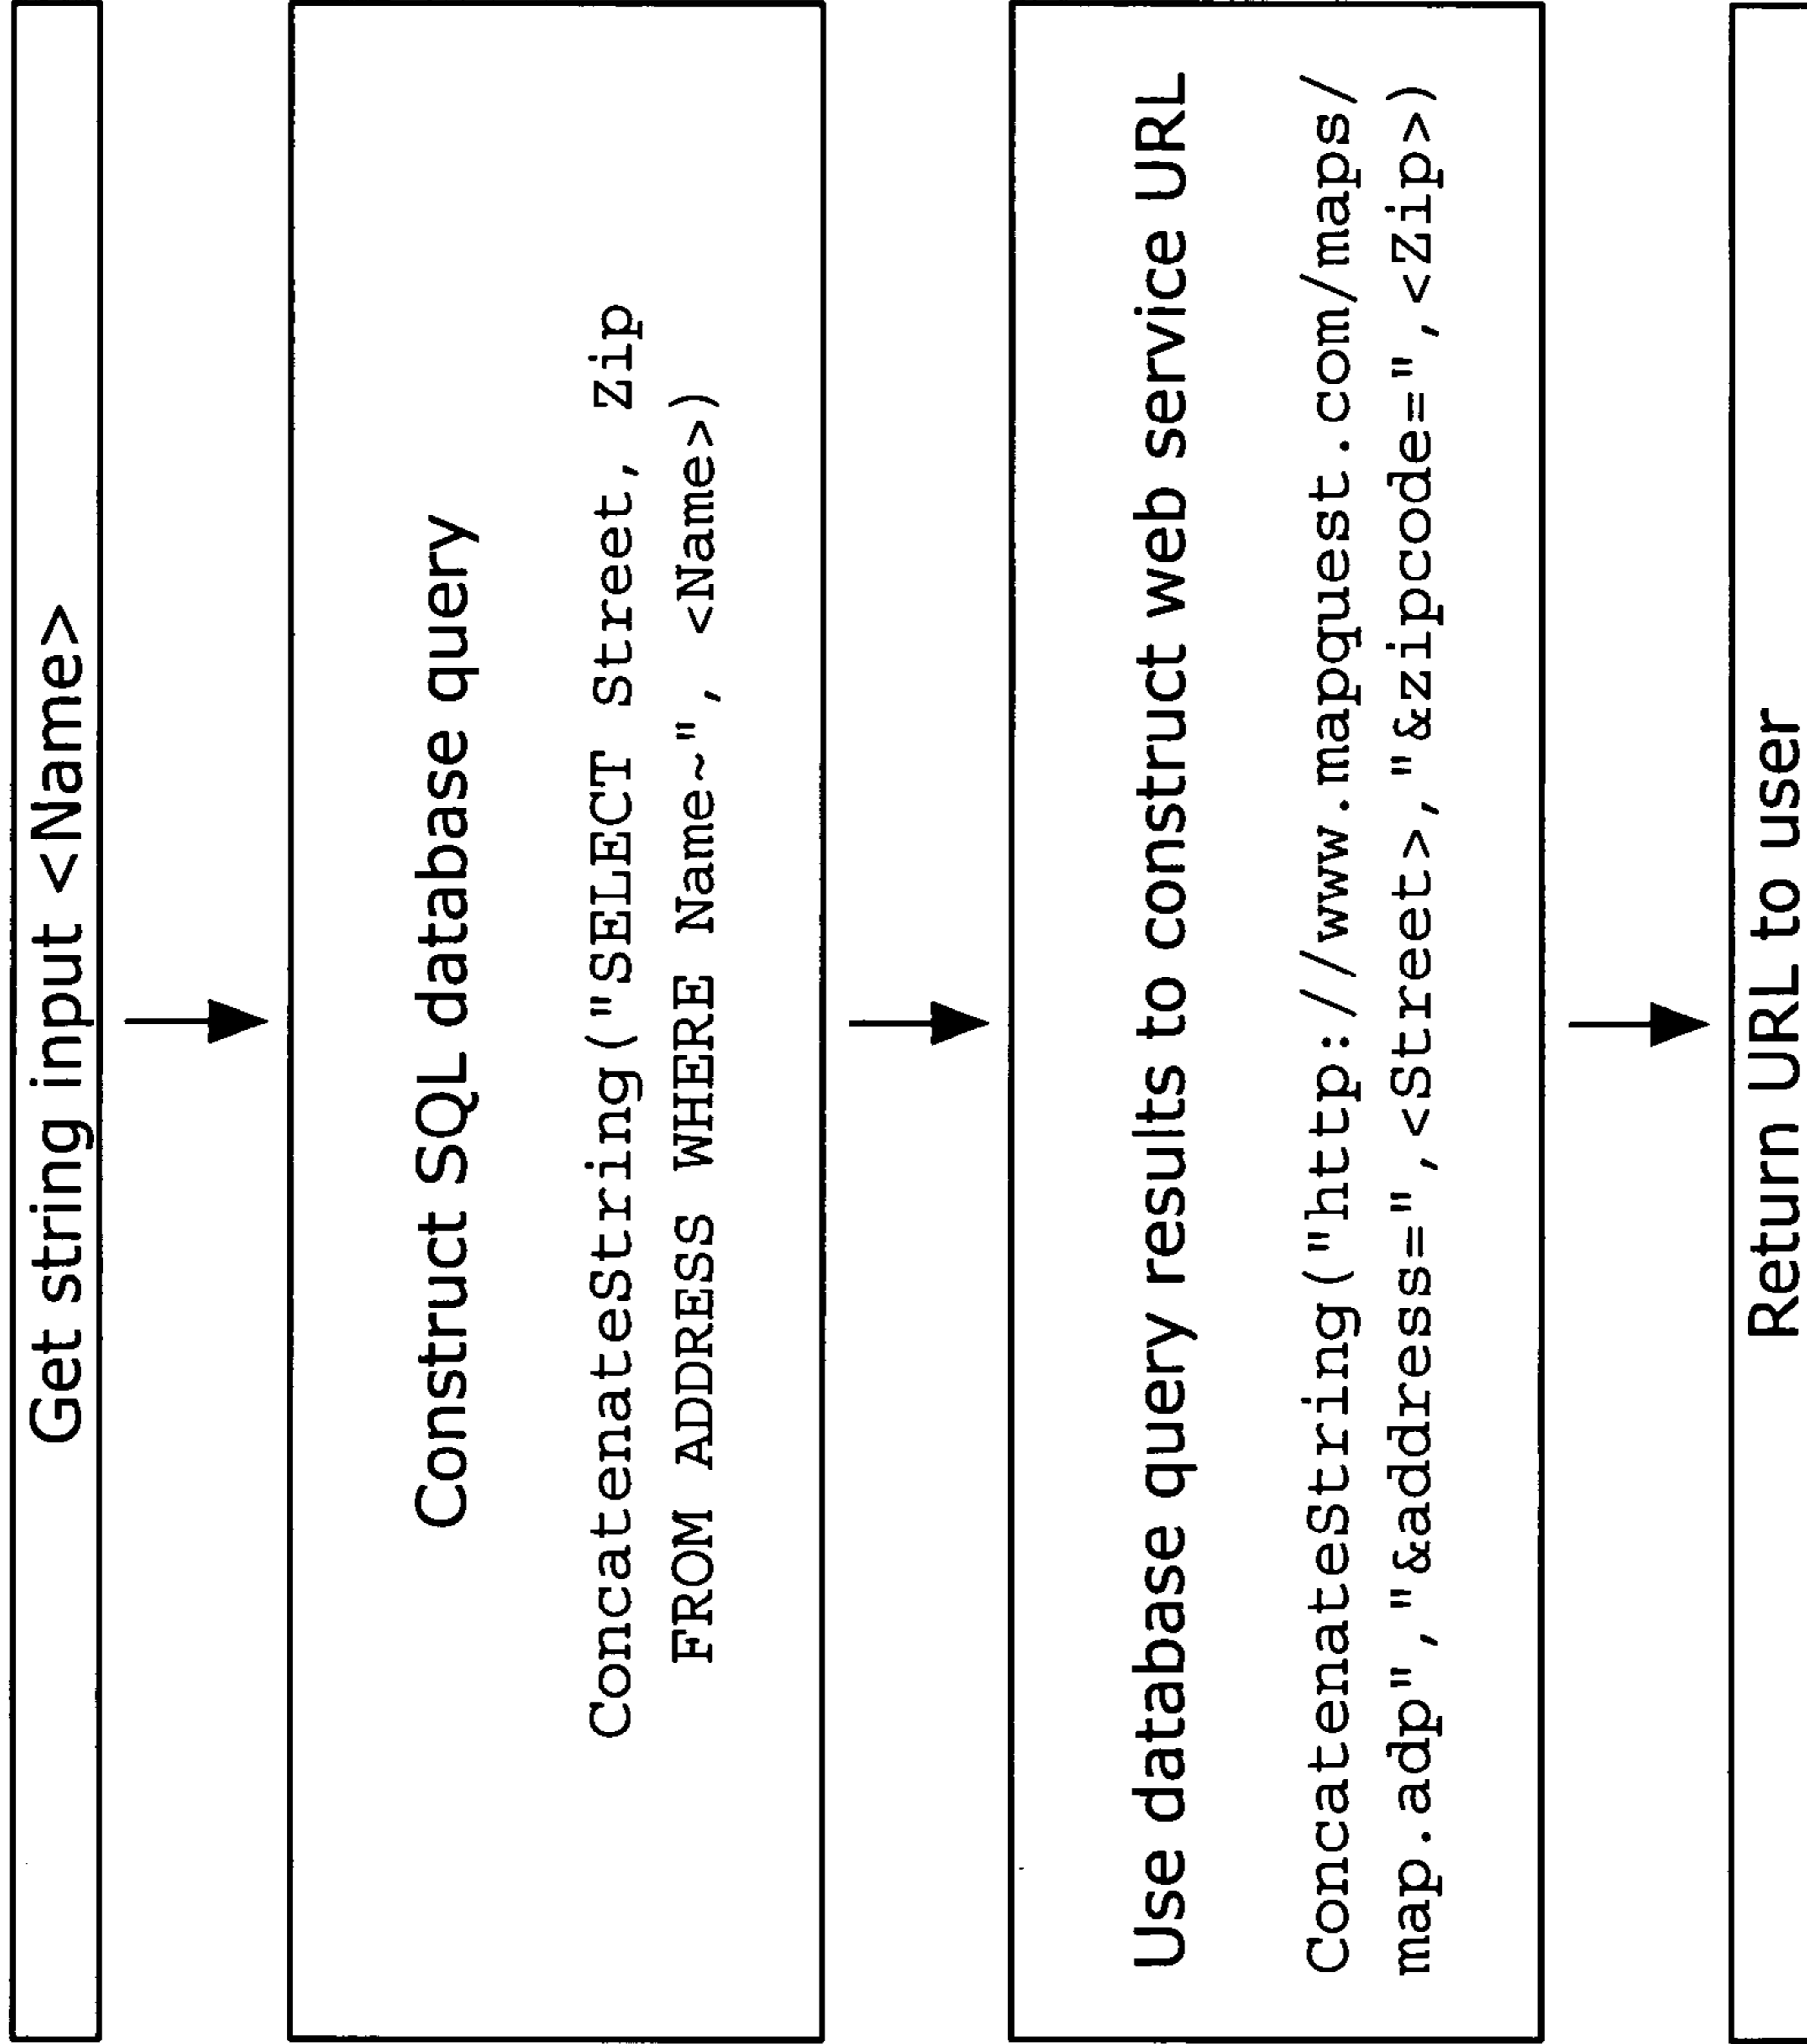 Get string input <Name>
Construct SQL database query
ConcatenateString("SELECT Street, Zip
FROM ADDRESS WHERE Name~", <Name>)
Use database query results to construct web service URL
ConcatenateString("http://www.mapquest.com/maps/
map.adp","&address=",<Street>,"&zipcode=",<Zip>)
Return URL to user